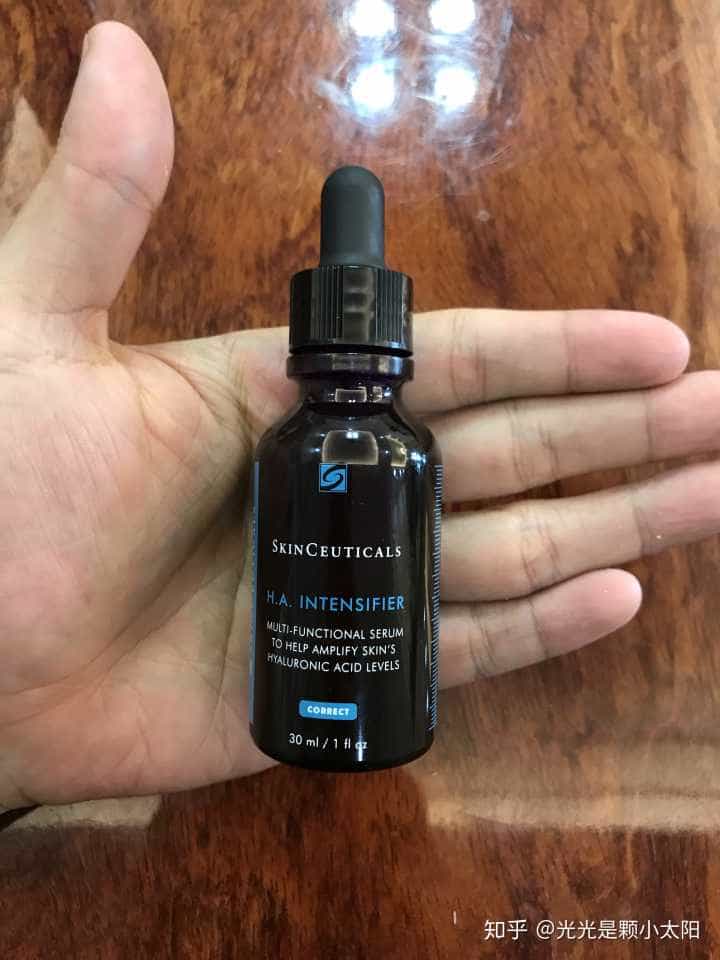 SKINCEUTICALS
H.A. INTENSIFIER
MULTI-FUNCTIONAL SERUM
TO HELP AMPLIFY SKIN'S
HYALURONIC ACID LEVELS
CORRECT
30 ml / 1 fl oz
知乎 @光光是颗小太阳